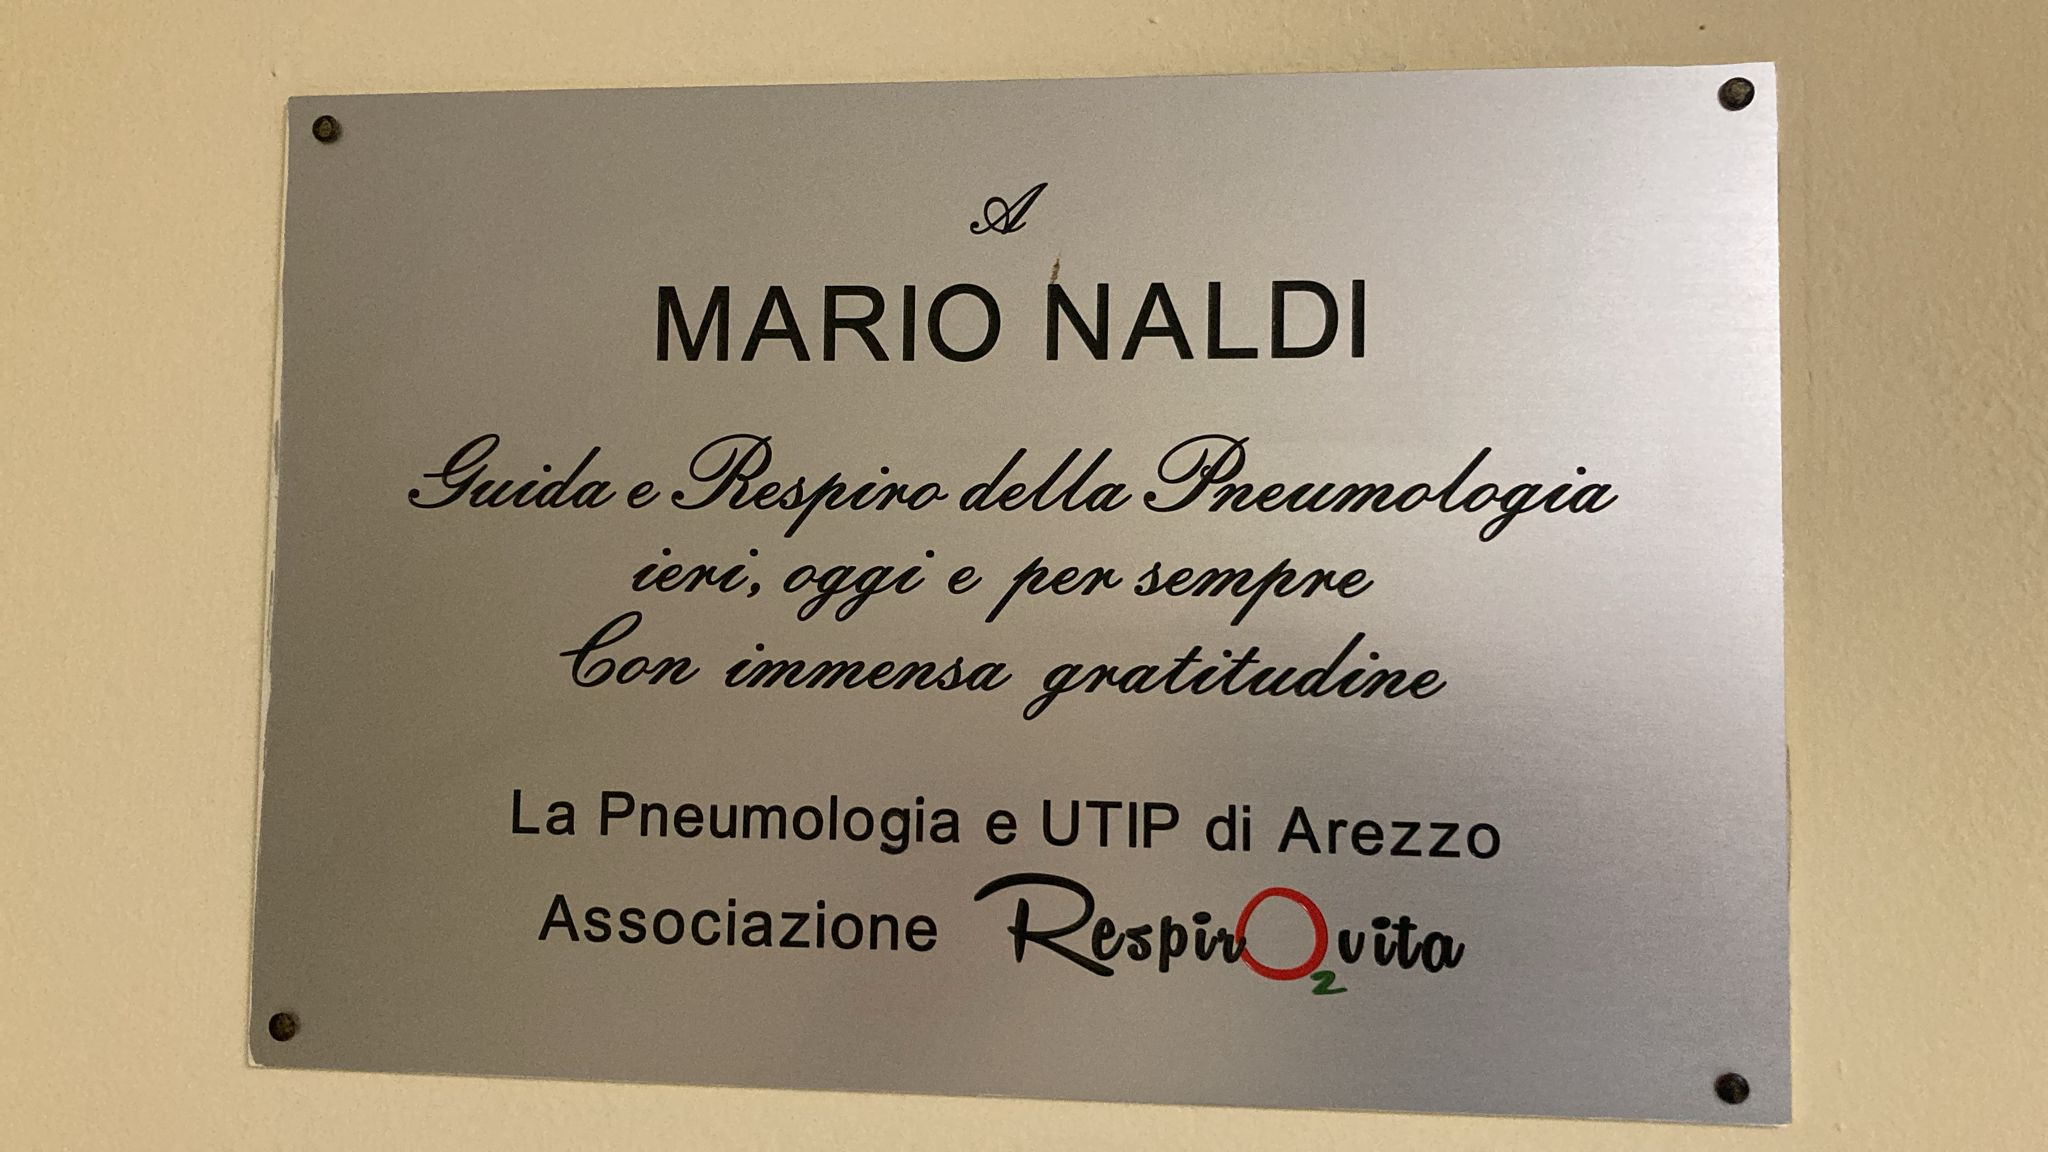 A
MARIO NALDI
Guida e Respiro della Pneumologia
ieri, oggi e per sempre
Con immensa gratitudine
La Pneumologia e UTIP di Arezzo
Associazione RespirO2vita